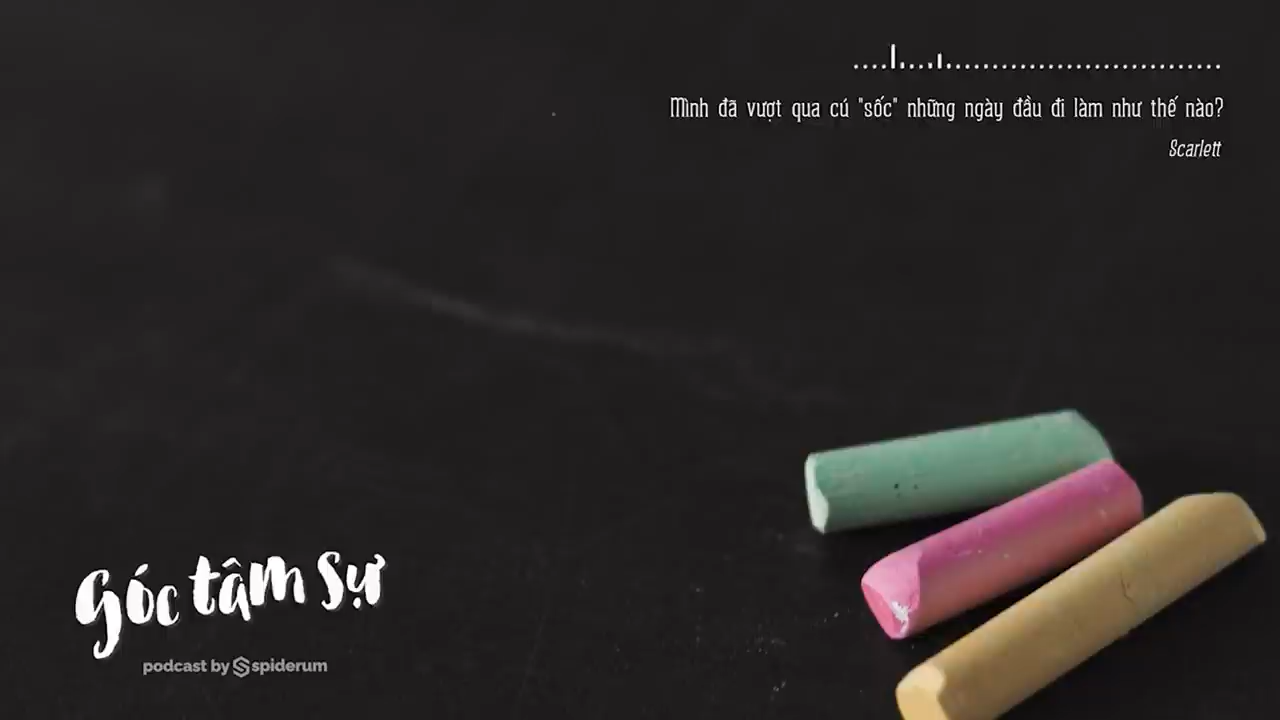 Mình đã vượt qua cú "sốc" những ngày đầu đi làm như thế nào?
Scarlett
Góc tâm sự
podcast by spiderum